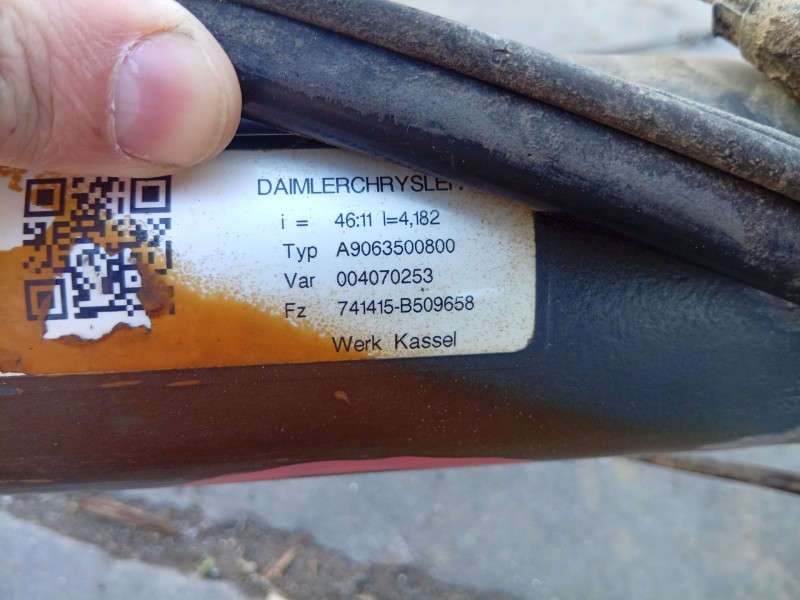 DAIMLERCHRYSLER
i = 46:11 l=4,182
Typ A9063500800
Var 004070253
Fz 741415-B509658
Werk Kassel